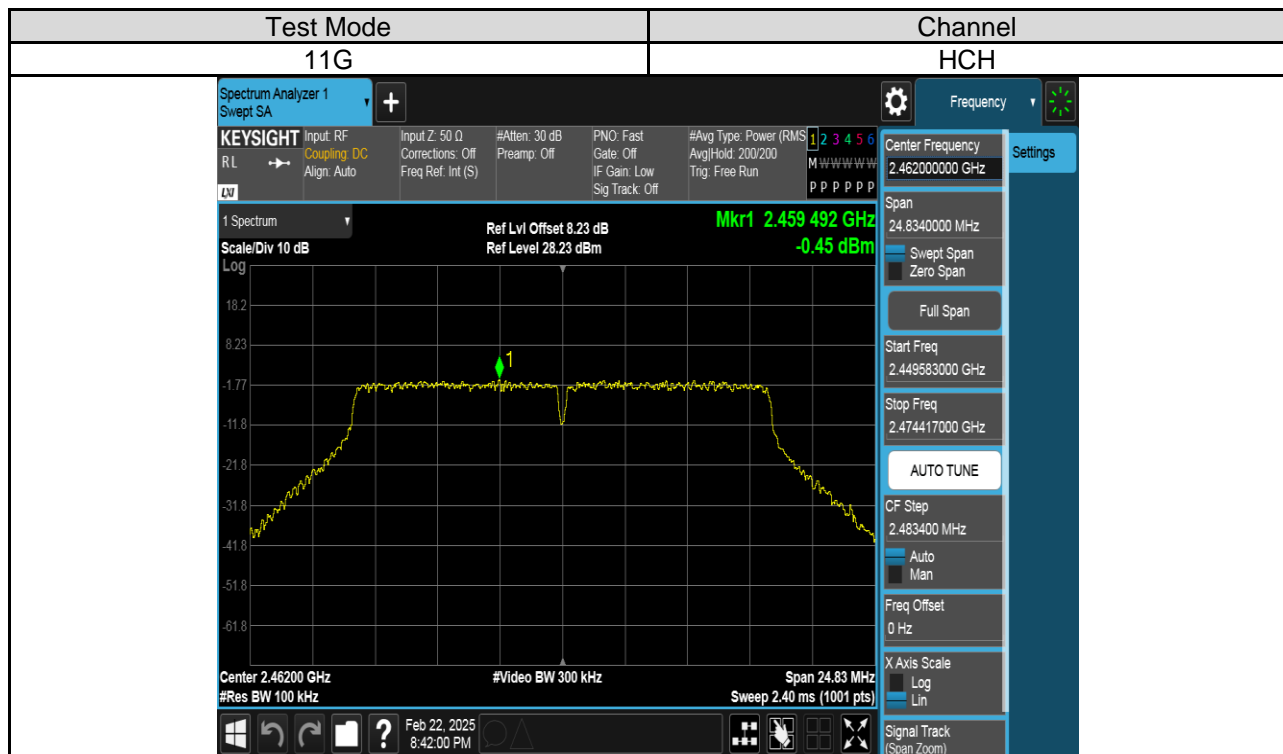 Test Mode Channel
11G HCH
Spectrum Analyzer 1
Swept SA
+
Frequency
KEYSIGHT
R L
LXI
Input: RF
Coupling: DC
Align: Auto
Input Z: 50 Ω
Corrections: Off
Freq Ref: Int (S)
#Atten: 30 dB
Preamp: Off
PNO: Fast
Gate: Off
IF Gain: Low
Sig Track: Off
#Avg Type: Power (RMS
Avg|Hold: 200/200
Trig: Free Run
1 2 3 4 5 6
M W W W W W
P P P P P P
1 Spectrum
Scale/Div 10 dB
Log
Ref Lvl Offset 8.23 dB
Ref Level 28.23 dBm
Mkr1 2.459 492 GHz
-0.45 dBm
18.2
8.23
-1.77
-11.8
-21.8
-31.8
-41.8
-51.8
-61.8
1
Center 2.46200 GHz
#Res BW 100 kHz
#Video BW 300 kHz
Span 24.83 MHz
Sweep 2.40 ms (1001 pts)
?
Feb 22, 2025
8:42:00 PM
Center Frequency
2.462000000 GHz
Span
24.8340000 MHz
Swept Span
Zero Span
Full Span
Start Freq
2.449583000 GHz
Stop Freq
2.474417000 GHz
AUTO TUNE
CF Step
2.483400 MHz
Auto
Man
Freq Offset
0 Hz
X Axis Scale
Log
Lin
Signal Track
(Span Zoom)
Settings